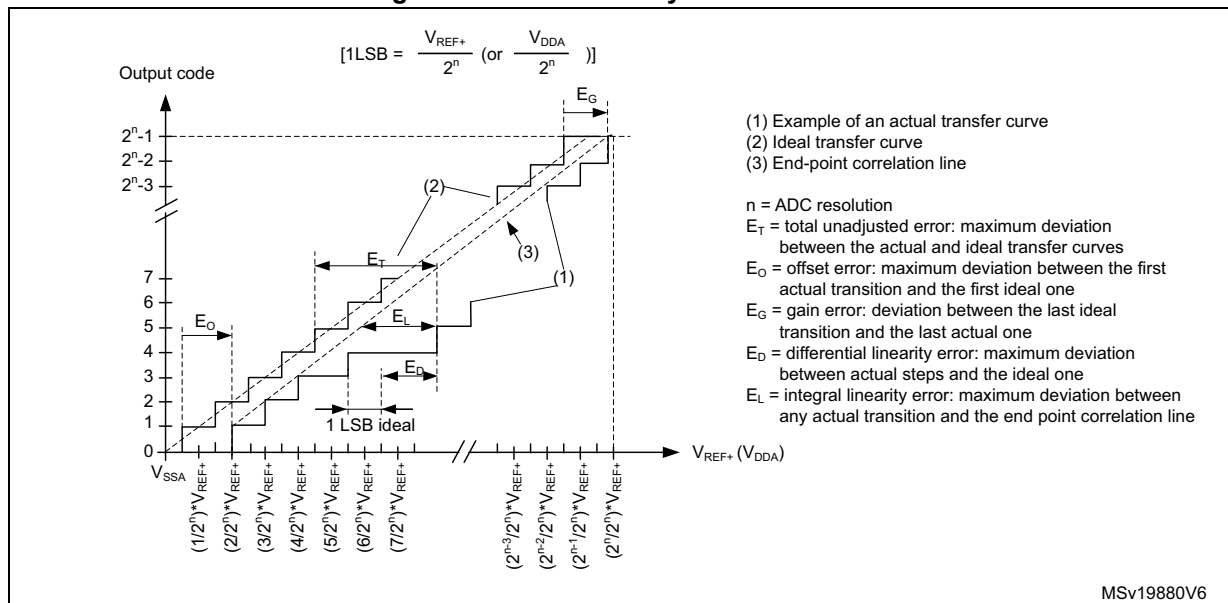 [1LSB = V_REF+ / 2^n (or V_DDA / 2^n )]
Output code
E_G
2^n-1
2^n-2
2^n-3
(2)
(3)
(1)
E_T
7
6
5
4
3
2
1
0
E_O
E_L
E_D
1 LSB ideal
V_SSA
V_REF+ (V_DDA)
(1/2^n)*V_REF+
(2/2^n)*V_REF+
(3/2^n)*V_REF+
(4/2^n)*V_REF+
(5/2^n)*V_REF+
(6/2^n)*V_REF+
(7/2^n)*V_REF+
(2^n-3/2^n)*V_REF+
(2^n-2/2^n)*V_REF+
(2^n-1/2^n)*V_REF+
(2^n/2^n)*V_REF+
(1) Example of an actual transfer curve
(2) Ideal transfer curve
(3) End-point correlation line
n = ADC resolution
E_T = total unadjusted error: maximum deviation
between the actual and ideal transfer curves
E_O = offset error: maximum deviation between the first
actual transition and the first ideal one
E_G = gain error: deviation between the last ideal
transition and the last actual one
E_D = differential linearity error: maximum deviation
between actual steps and the ideal one
E_L = integral linearity error: maximum deviation between
any actual transition and the end point correlation line
MSv19880V6